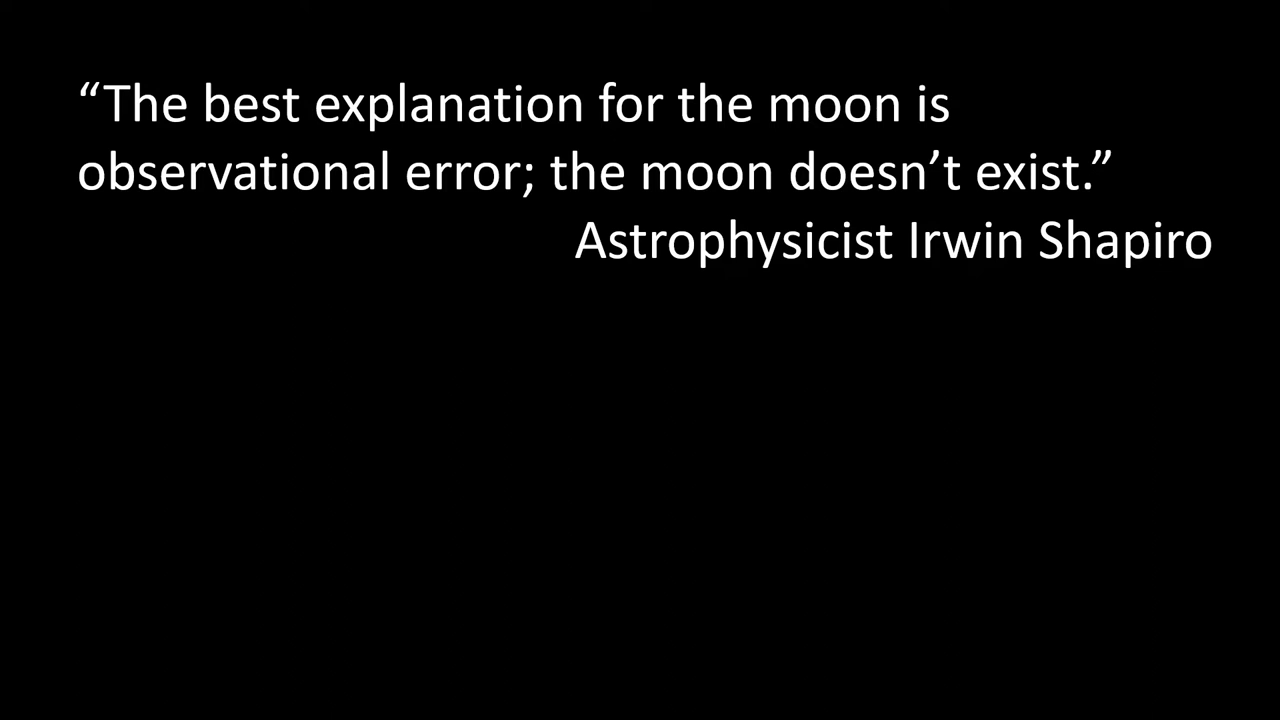 “The best explanation for the moon is
observational error; the moon doesn’t exist.”
Astrophysicist Irwin Shapiro